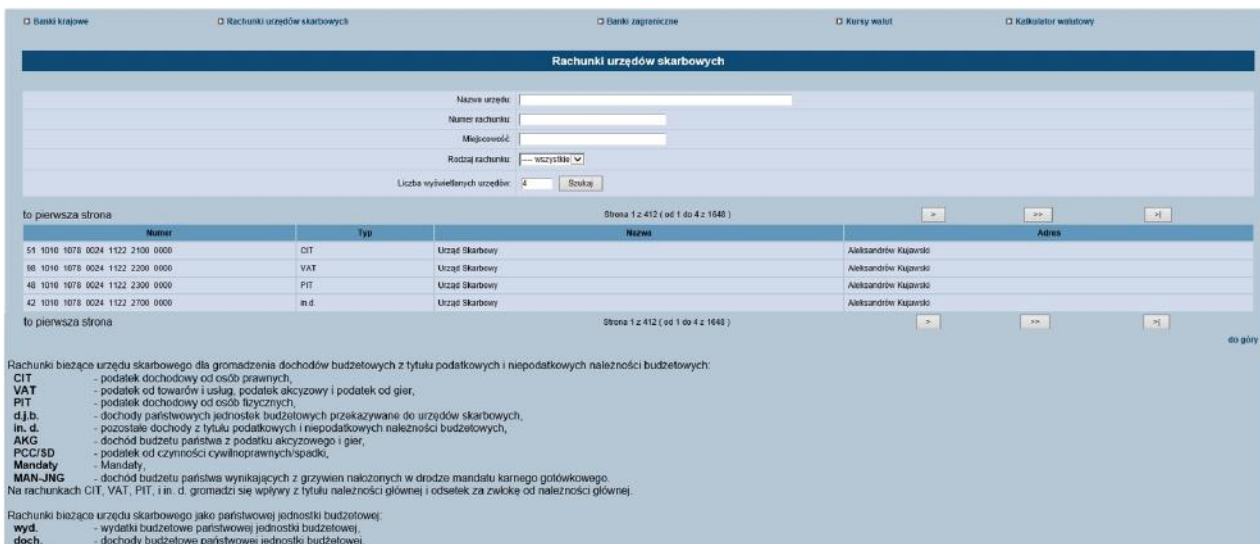 Banki krajowe Rachunki urzędów skarbowych Banki zagraniczne Kursy walut Kalkulator walutowy
Rachunki urzędów skarbowych
Nazwa urzędu:
Numer rachunku:
Miejscowość:
Rodzaj rachunku: ---- wszystkie
Liczba wyświetlanych urzędów: 4 Szukaj
to pierwsza strona Strona 1 z 412 ( od 1 do 4 z 1648 ) > >> >|
Numer Typ Nazwa Adres
51 1010 1078 0024 1122 2100 0000 CIT Urząd Skarbowy Aleksandrów Kujawski
98 1010 1078 0024 1122 2200 0000 VAT Urząd Skarbowy Aleksandrów Kujawski
48 1010 1078 0024 1122 2300 0000 PIT Urząd Skarbowy Aleksandrów Kujawski
42 1010 1078 0024 1122 2700 0000 in.d. Urząd Skarbowy Aleksandrów Kujawski
to pierwsza strona Strona 1 z 412 ( od 1 do 4 z 1648 ) > >> >|
do góry
Rachunki bieżące urzędu skarbowego dla gromadzenia dochodów budżetowych z tytułu podatkowych i niepodatkowych należności budżetowych:
CIT - podatek dochodowy od osób prawnych,
VAT - podatek od towarów i usług, podatek akcyzowy i podatek od gier,
PIT - podatek dochodowy od osób fizycznych,
d.j.b. - dochody państwowych jednostek budżetowych przekazywane do urzędów skarbowych,
in. d. - pozostałe dochody z tytułu podatkowych i niepodatkowych należności budżetowych,
AKG - dochód budżetu państwa z podatku akcyzowego i gier,
PCC/SD - podatek od czynności cywilnoprawnych/spadki,
Mandaty - Mandaty,
MAN-JNG - dochód budżetu państwa wynikających z grzywien nałożonych w drodze mandatu karnego gotówkowego.
Na rachunkach CIT, VAT, PIT, i in. d. gromadzi się wpływy z tytułu należności głównej i odsetek za zwłokę od należności głównej.
Rachunki bieżące urzędu skarbowego jako państwowej jednostki budżetowej:
wyd. - wydatki budżetowe państwowej jednostki budżetowej,
doch. - dochody budżetowe państwowej jednostki budżetowej.